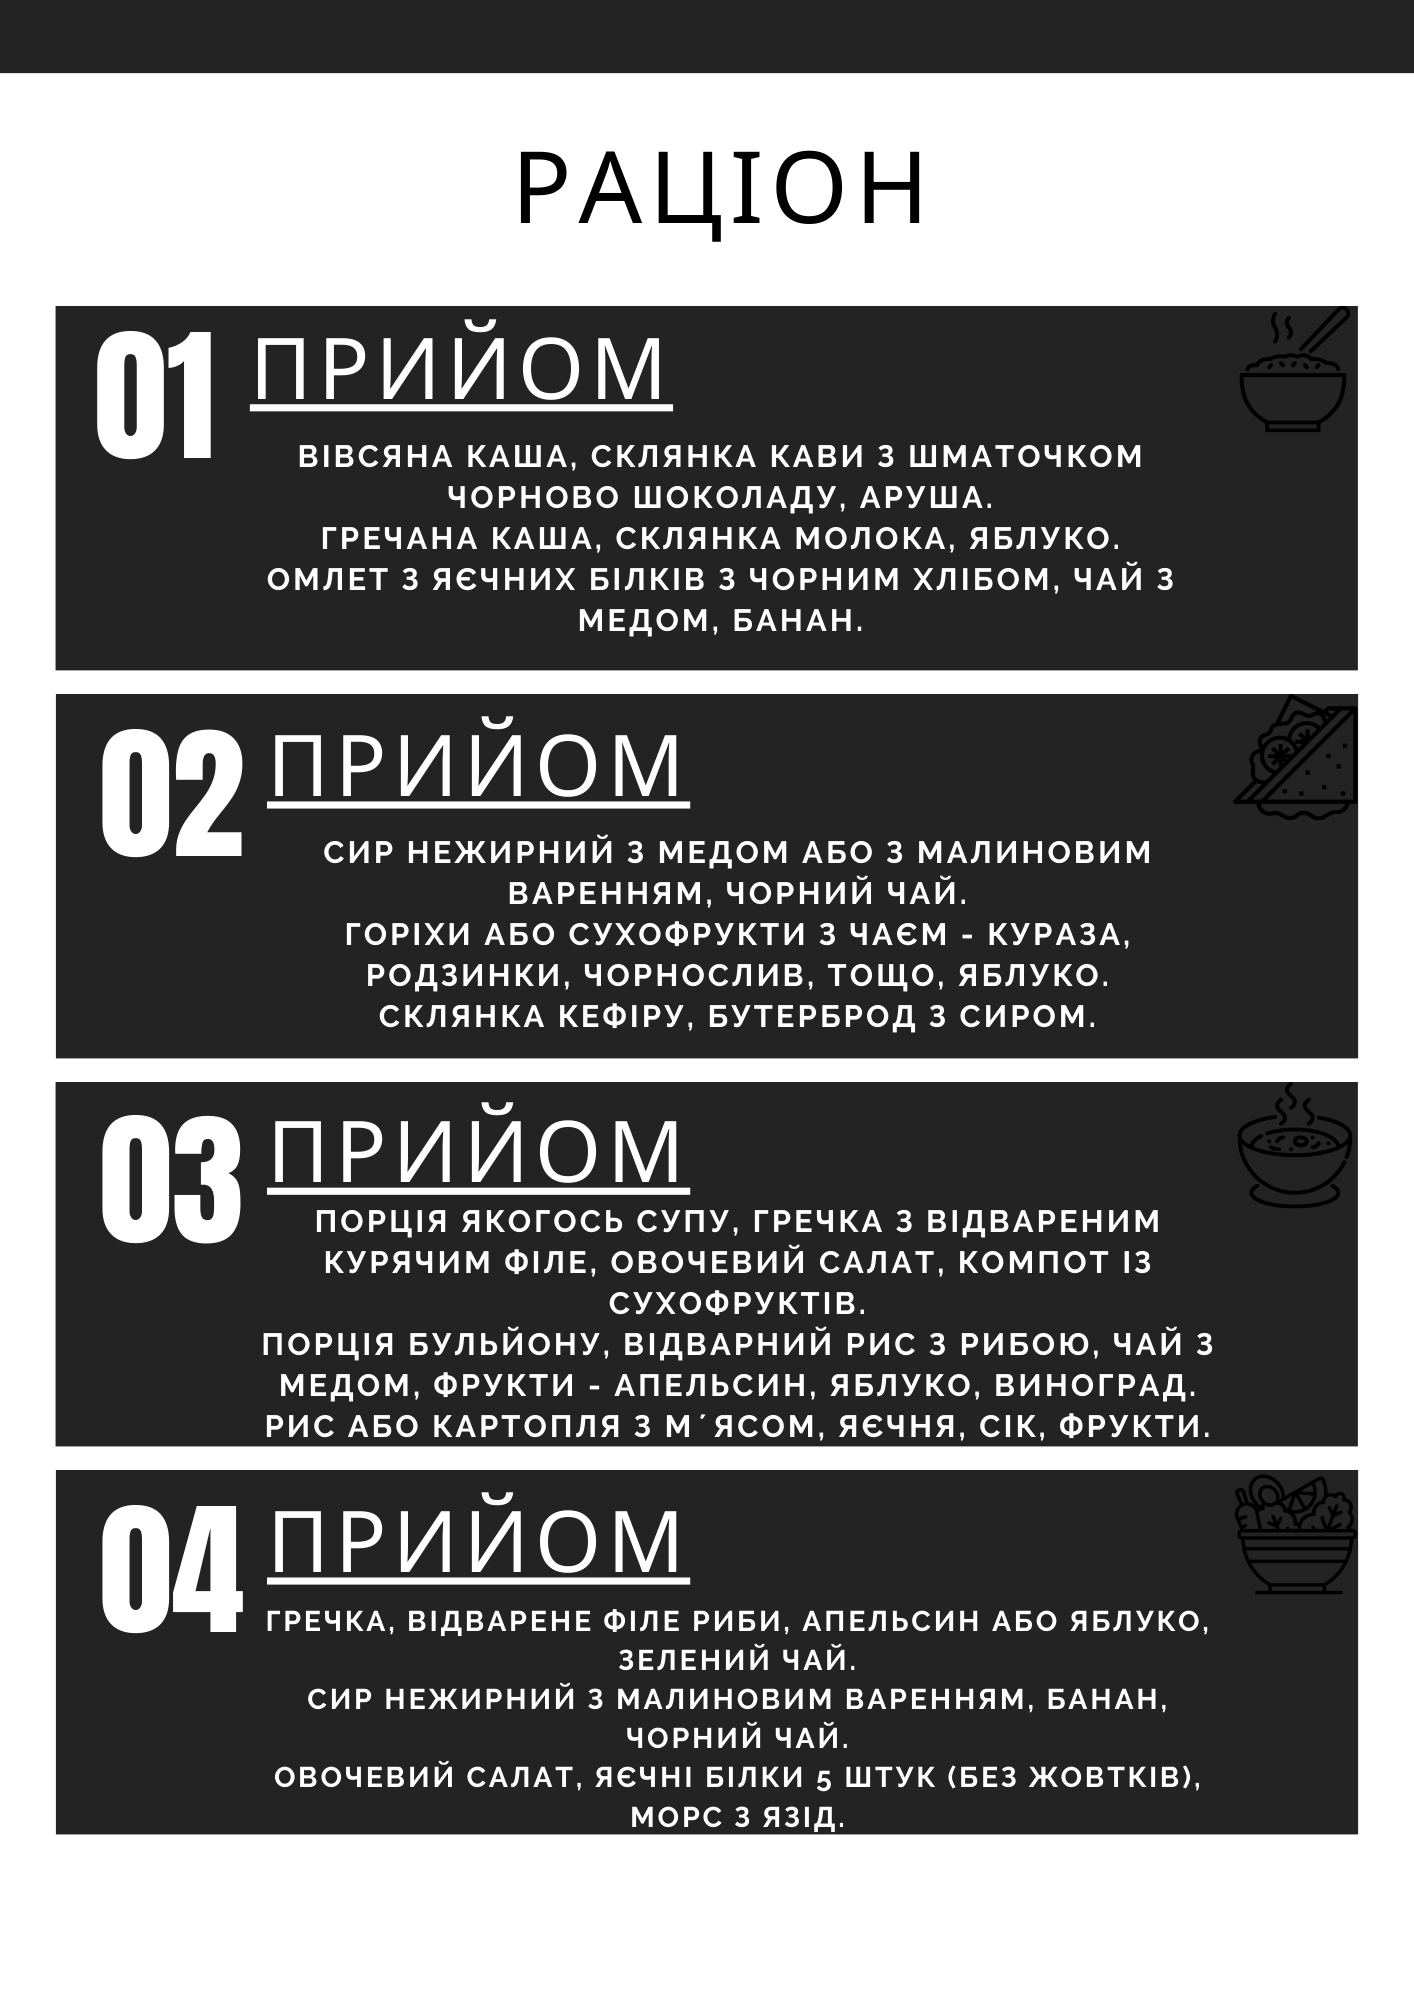 РАЦІОН
01 ПРИЙОМ
ВІВСЯНА КАША, СКЛЯНКА КАВИ З ШМАТОЧКОМ
ЧОРНОВО ШОКОЛАДУ, АРУША.
ГРЕЧАНА КАША, СКЛЯНКА МОЛОКА, ЯБЛУКО.
ОМЛЕТ З ЯЄЧНИХ БІЛКІВ З ЧОРНИМ ХЛІБОМ, ЧАЙ З
МЕДОМ, БАНАН.
02 ПРИЙОМ
СИР НЕЖИРНИЙ З МЕДОМ АБО З МАЛИНОВИМ
ВАРЕННЯМ, ЧОРНИЙ ЧАЙ.
ГОРІХИ АБО СУХОФРУКТИ З ЧАЄМ - КУРАЗА,
РОДЗИНКИ, ЧОРНОСЛИВ, ТОЩО, ЯБЛУКО.
СКЛЯНКА КЕФІРУ, БУТЕРБРОД З СИРОМ.
03 ПРИЙОМ
ПОРЦІЯ ЯКОГОСЬ СУПУ, ГРЕЧКА З ВІДВАРЕНИМ
КУРЯЧИМ ФІЛЕ, ОВОЧЕВИЙ САЛАТ, КОМПОТ ІЗ
СУХОФРУКТІВ.
ПОРЦІЯ БУЛЬЙОНУ, ВІДВАРНИЙ РИС З РИБОЮ, ЧАЙ З
МЕДОМ, ФРУКТИ - АПЕЛЬСИН, ЯБЛУКО, ВИНОГРАД.
РИС АБО КАРТОПЛЯ З М´ЯСОМ, ЯЄЧНЯ, СІК, ФРУКТИ.
04 ПРИЙОМ
ГРЕЧКА, ВІДВАРЕНЕ ФІЛЕ РИБИ, АПЕЛЬСИН АБО ЯБЛУКО,
ЗЕЛЕНИЙ ЧАЙ.
СИР НЕЖИРНИЙ З МАЛИНОВИМ ВАРЕННЯМ, БАНАН,
ЧОРНИЙ ЧАЙ.
ОВОЧЕВИЙ САЛАТ, ЯЄЧНІ БІЛКИ 5 ШТУК (БЕЗ ЖОВТКІВ),
МОРС З ЯЗІД.